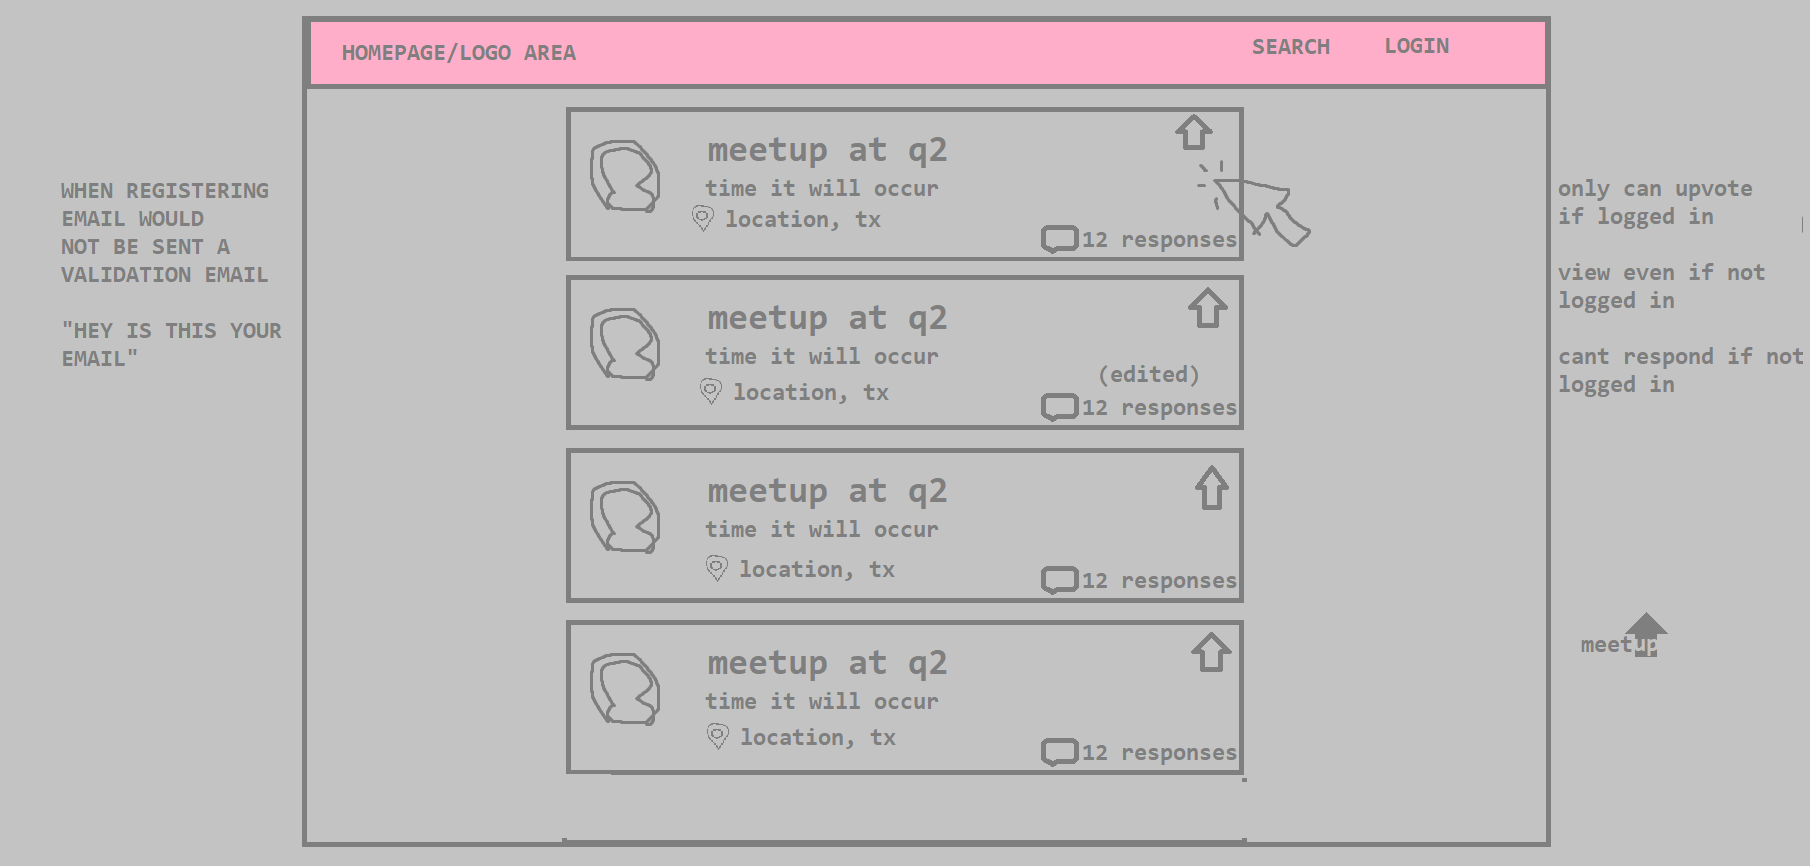 HOMEPAGE/LOGO AREA
SEARCH
LOGIN
WHEN REGISTERING
EMAIL WOULD
NOT BE SENT A
VALIDATION EMAIL
"HEY IS THIS YOUR
EMAIL"
meetup at q2
time it will occur
location, tx
12 responses
meetup at q2
time it will occur
location, tx
(edited)
12 responses
meetup at q2
time it will occur
location, tx
12 responses
meetup at q2
time it will occur
location, tx
12 responses
only can upvote
if logged in
view even if not
logged in
cant respond if not
logged in
meetup